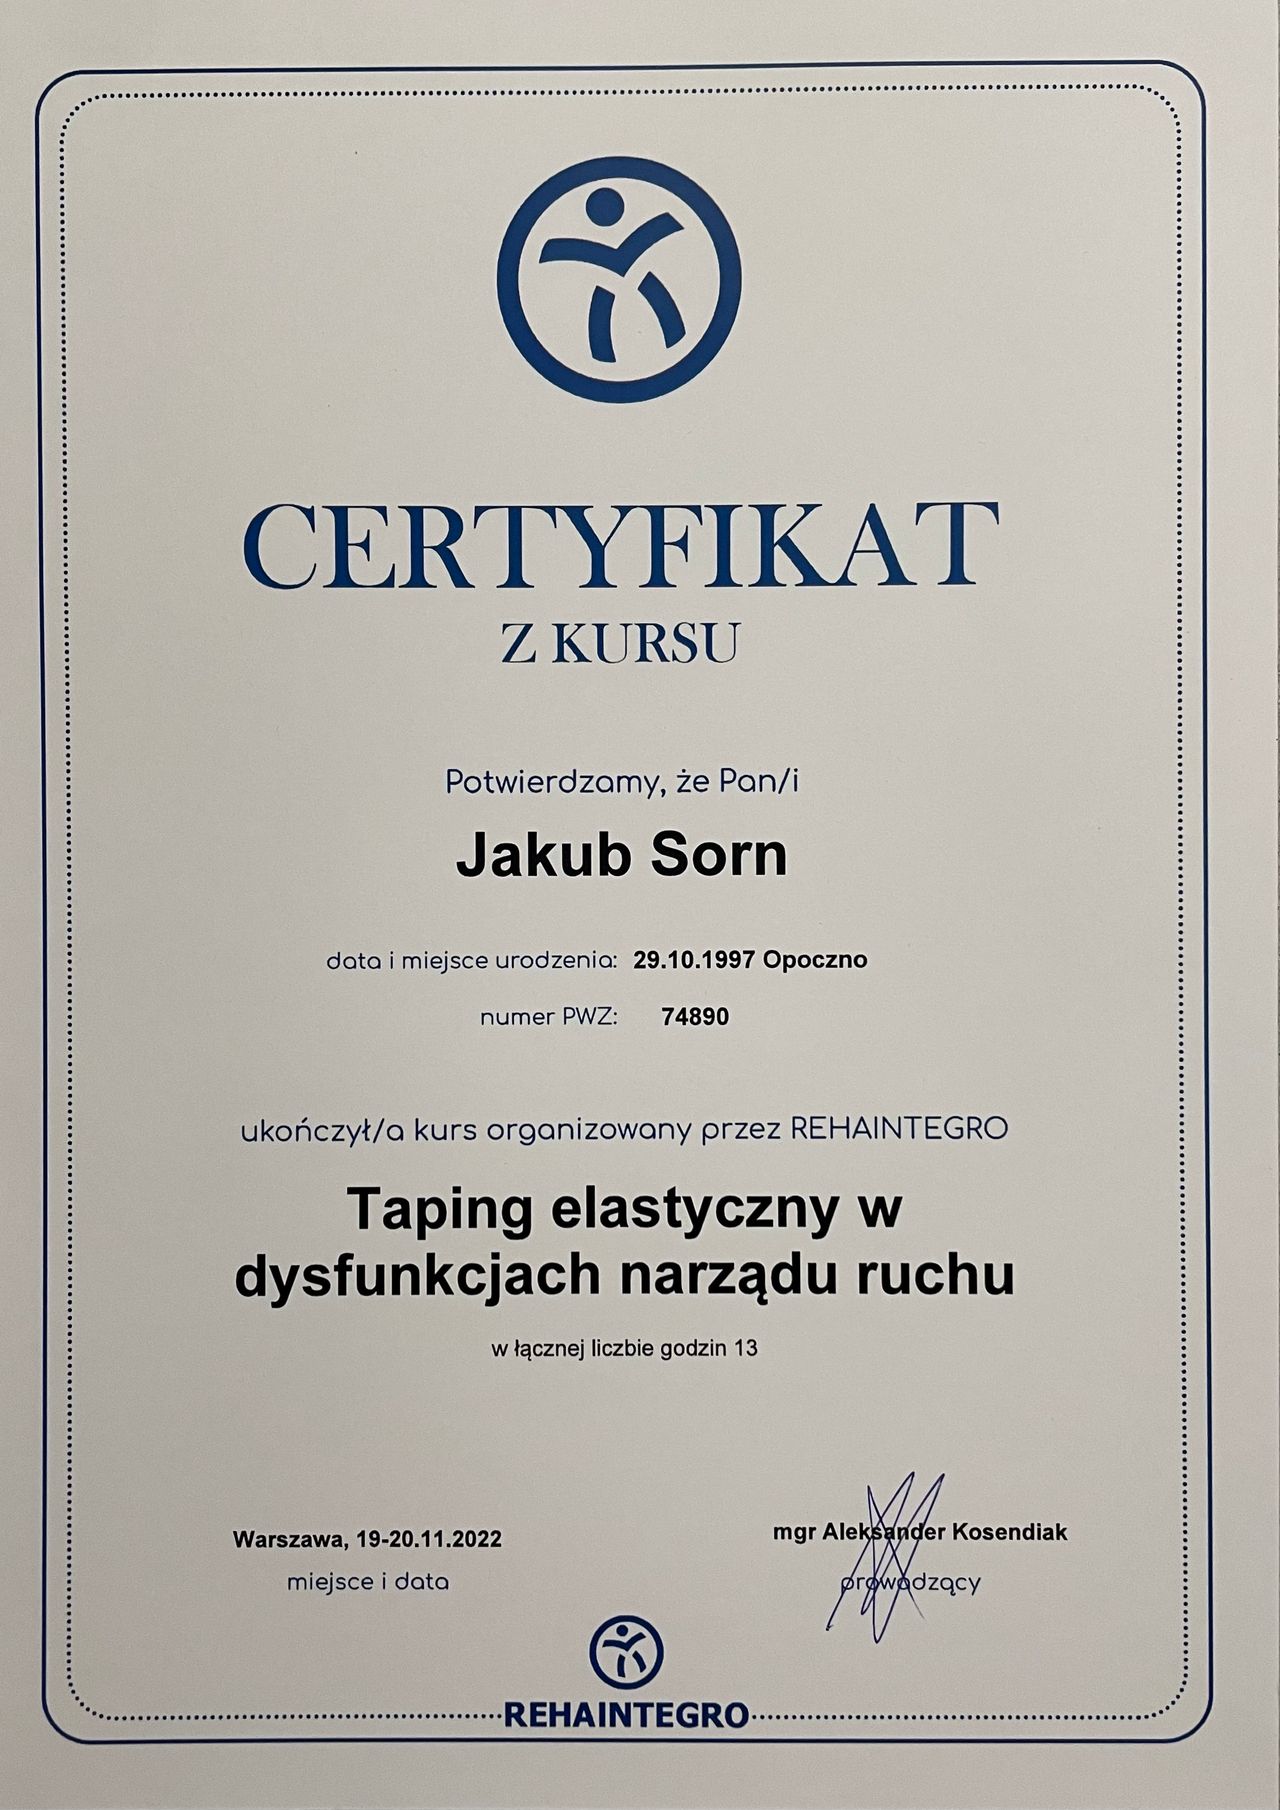 CERTYFIKAT
Z KURSU
Potwierdzamy, że Pan/i
Jakub Sorn
data i miejsce urodzenia: 29.10.1997 Opoczno
numer PWZ: 74890
ukończył/a kurs organizowany przez REHAINTEGRO
Taping elastyczny w
dysfunkcjach narządu ruchu
w łącznej liczbie godzin 13
Warszawa, 19-20.11.2022
miejsce i data
mgr Aleksander Kosendiak
prowadzący
REHAINTEGRO